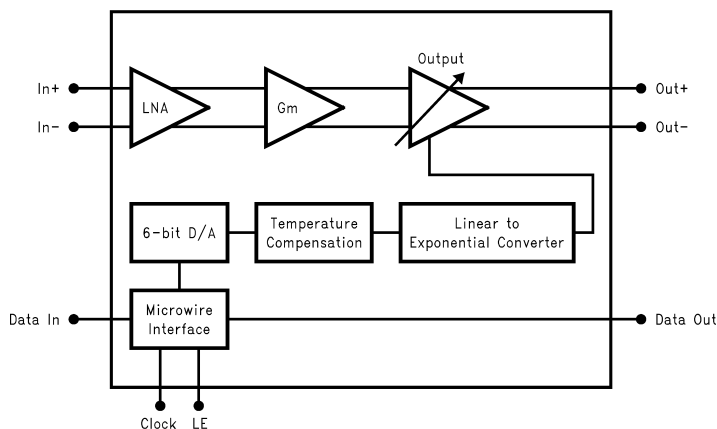 Output
In+
LNA
Gm
Out+
In-
Out-
6-bit D/A
Temperature
Compensation
Linear to
Exponential Converter
Data In
Microwire
Interface
Data Out
Clock
LE